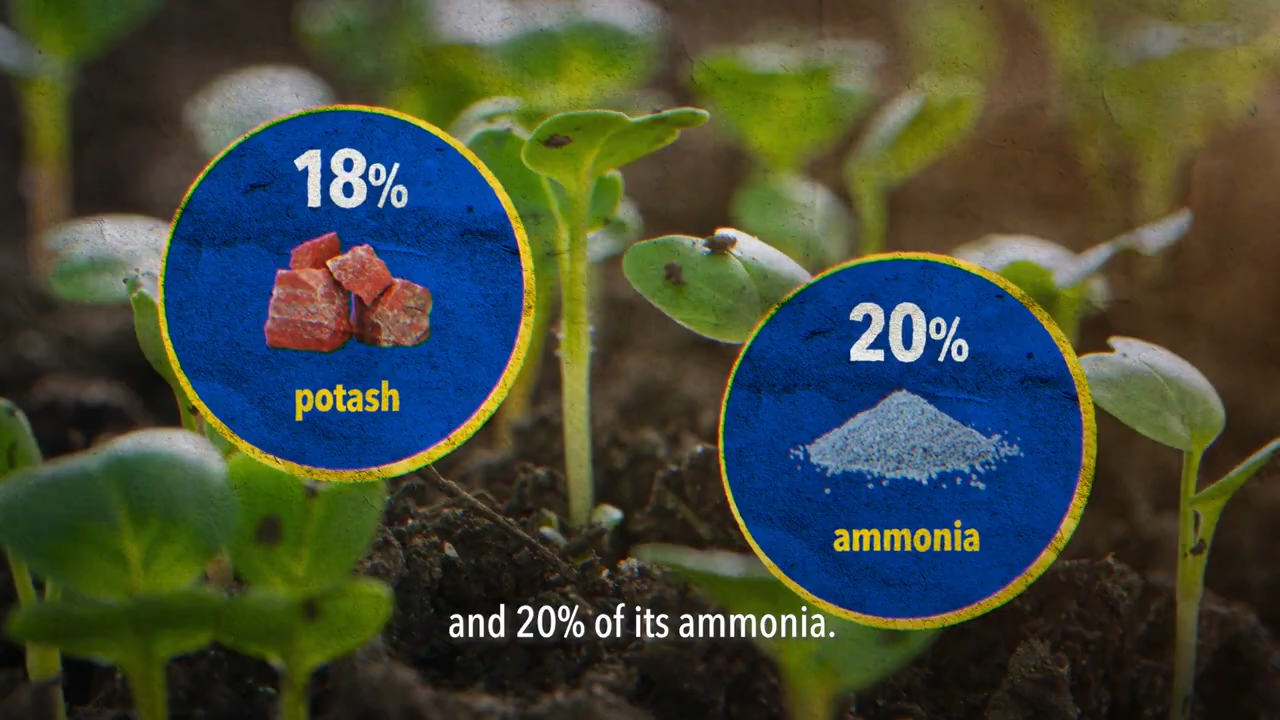 18%
potash
20%
ammonia
and 20% of its ammonia.